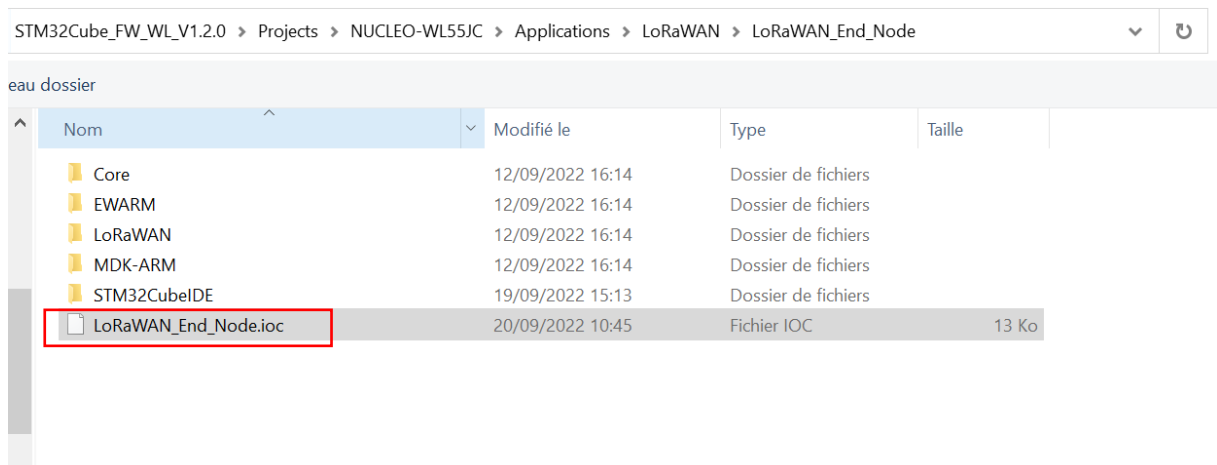 STM32Cube_FW_WL_V1.2.0 > Projects > NUCLEO-WL55JC > Applications > LoRaWAN > LoRaWAN_End_Node
eau dossier
Nom Modifié le Type Taille
Core 12/09/2022 16:14 Dossier de fichiers
EWARM 12/09/2022 16:14 Dossier de fichiers
LoRaWAN 12/09/2022 16:14 Dossier de fichiers
MDK-ARM 12/09/2022 16:14 Dossier de fichiers
STM32CubeIDE 19/09/2022 15:13 Dossier de fichiers
LoRaWAN_End_Node.ioc 20/09/2022 10:45 Fichier IOC 13 Ko